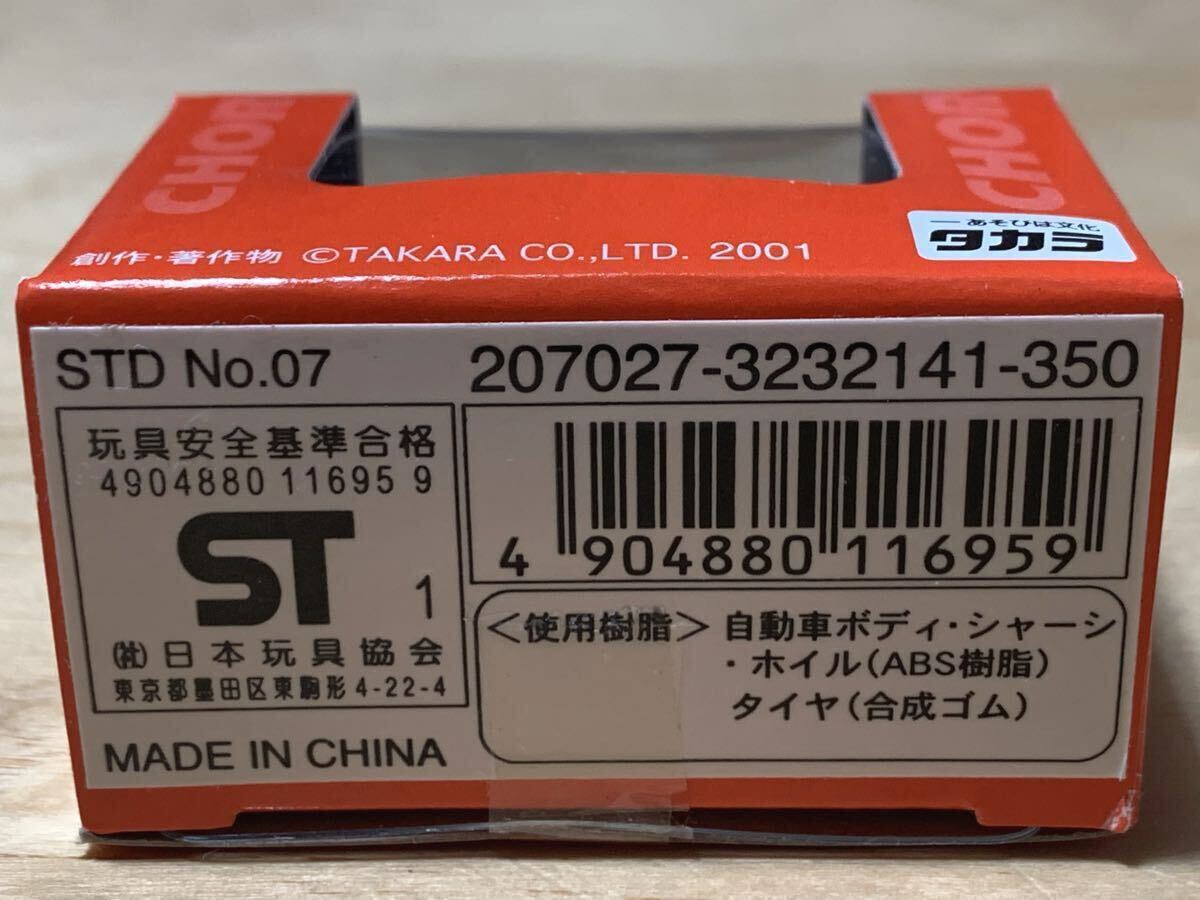 CHOR
CHOR
創作・著作物 ©TAKARA CO.,LTD. 2001
あそびは文化
タカラ
STD No.07
207027-3232141-350
玩具安全基準合格
4904880 11695 9
ST 1
(社)日本玩具協会
東京都墨田区東駒形4-22-4
MADE IN CHINA
4 904880 116959
<使用樹脂>自動車ボディ・シャーシ
・ホイル(ABS樹脂)
タイヤ(合成ゴム)